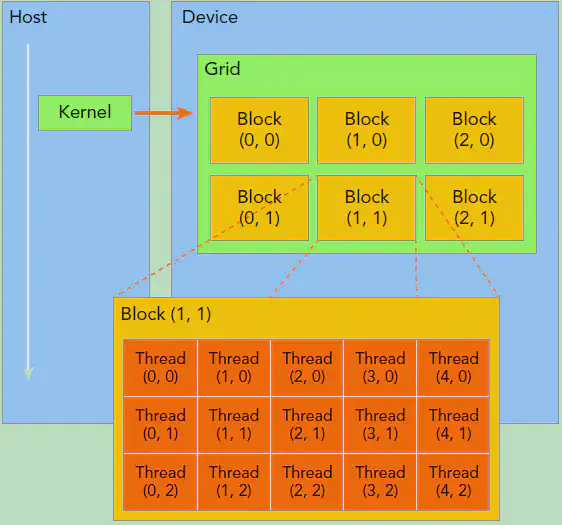 Host
Device
Grid
Kernel
Block
(0, 0)
Block
(1, 0)
Block
(2, 0)
Block
(0, 1)
Block
(1, 1)
Block
(2, 1)
Block (1, 1)
Thread
(0, 0)
Thread
(1, 0)
Thread
(2, 0)
Thread
(3, 0)
Thread
(4, 0)
Thread
(0, 1)
Thread
(1, 1)
Thread
(2, 1)
Thread
(3, 1)
Thread
(4, 1)
Thread
(0, 2)
Thread
(1, 2)
Thread
(2, 2)
Thread
(3, 2)
Thread
(4, 2)